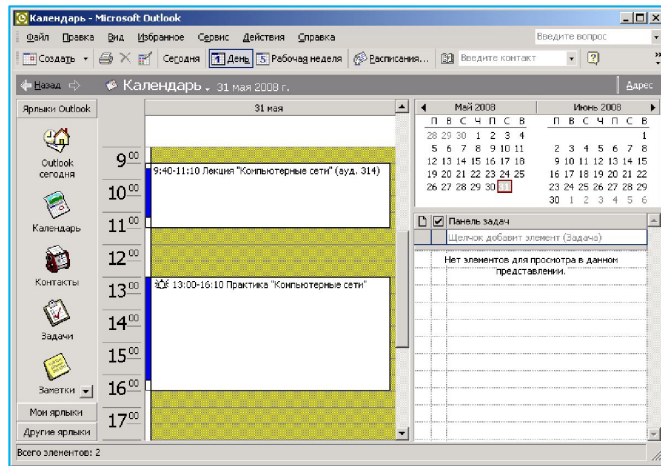 Календарь - Microsoft Outlook
Файл Правка Вид Избранное Сервис Действия Справка Введите вопрос
Создать Сегодня 1 День 5 Рабочая неделя Расписания... Введите контакт
Назад Календарь . 31 мая 2008 г. Адрес
Ярлыки Outlook
Outlook сегодня
Календарь
Контакты
Задачи
Заметки
Мои ярлыки
Другие ярлыки
31 мая
9 00
9:40-11:10 Лекция "Компьютерные сети" (ауд. 314)
10 00
11 00
12 00
13 00
13:00-16:10 Практика "Компьютерные сети"
14 00
15 00
16 00
17 00
Май 2008 Июнь 2008
П В С Ч П С В П В С Ч П С В
28 29 30 1 2 3 4 1
5 6 7 8 9 10 11 2 3 4 5 6 7 8
12 13 14 15 16 17 18 9 10 11 12 13 14 15
19 20 21 22 23 24 25 16 17 18 19 20 21 22
26 27 28 29 30 31 23 24 25 26 27 28 29
30 1 2 3 4 5 6
Панель задач
Щелчок добавит элемент (Задача)
Нет элементов для просмотра в данном
представлении.
Всего элементов: 2